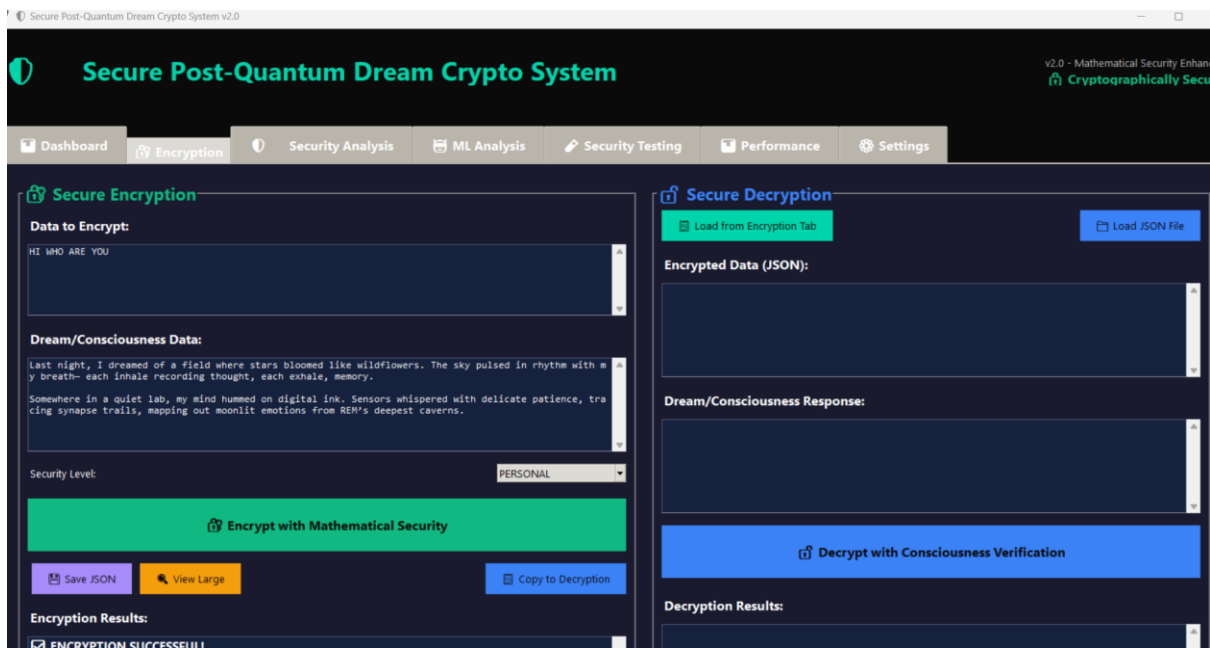 Secure Post-Quantum Dream Crypto System v2.0
Secure Post-Quantum Dream Crypto System
v2.0 - Mathematical Security Enhan
Cryptographically Secu
Dashboard
Encryption
Security Analysis
ML Analysis
Security Testing
Performance
Settings
Secure Encryption
Data to Encrypt:
HI WHO ARE YOU
Dream/Consciousness Data:
Last night, I dreamed of a field where stars bloomed like wildflowers. The sky pulsed in rhythm with m
y breath— each inhale recording thought, each exhale, memory.
Somewhere in a quiet lab, my mind hummed on digital ink. Sensors whispered with delicate patience, tra
cing synapse trails, mapping out moonlit emotions from REM's deepest caverns.
Security Level:
PERSONAL
Encrypt with Mathematical Security
Save JSON
View Large
Copy to Decryption
Encryption Results:
ENCRYPTION SUCCESSFUL!
Secure Decryption
Load from Encryption Tab
Load JSON File
Encrypted Data (JSON):
Dream/Consciousness Response:
Decrypt with Consciousness Verification
Decryption Results: